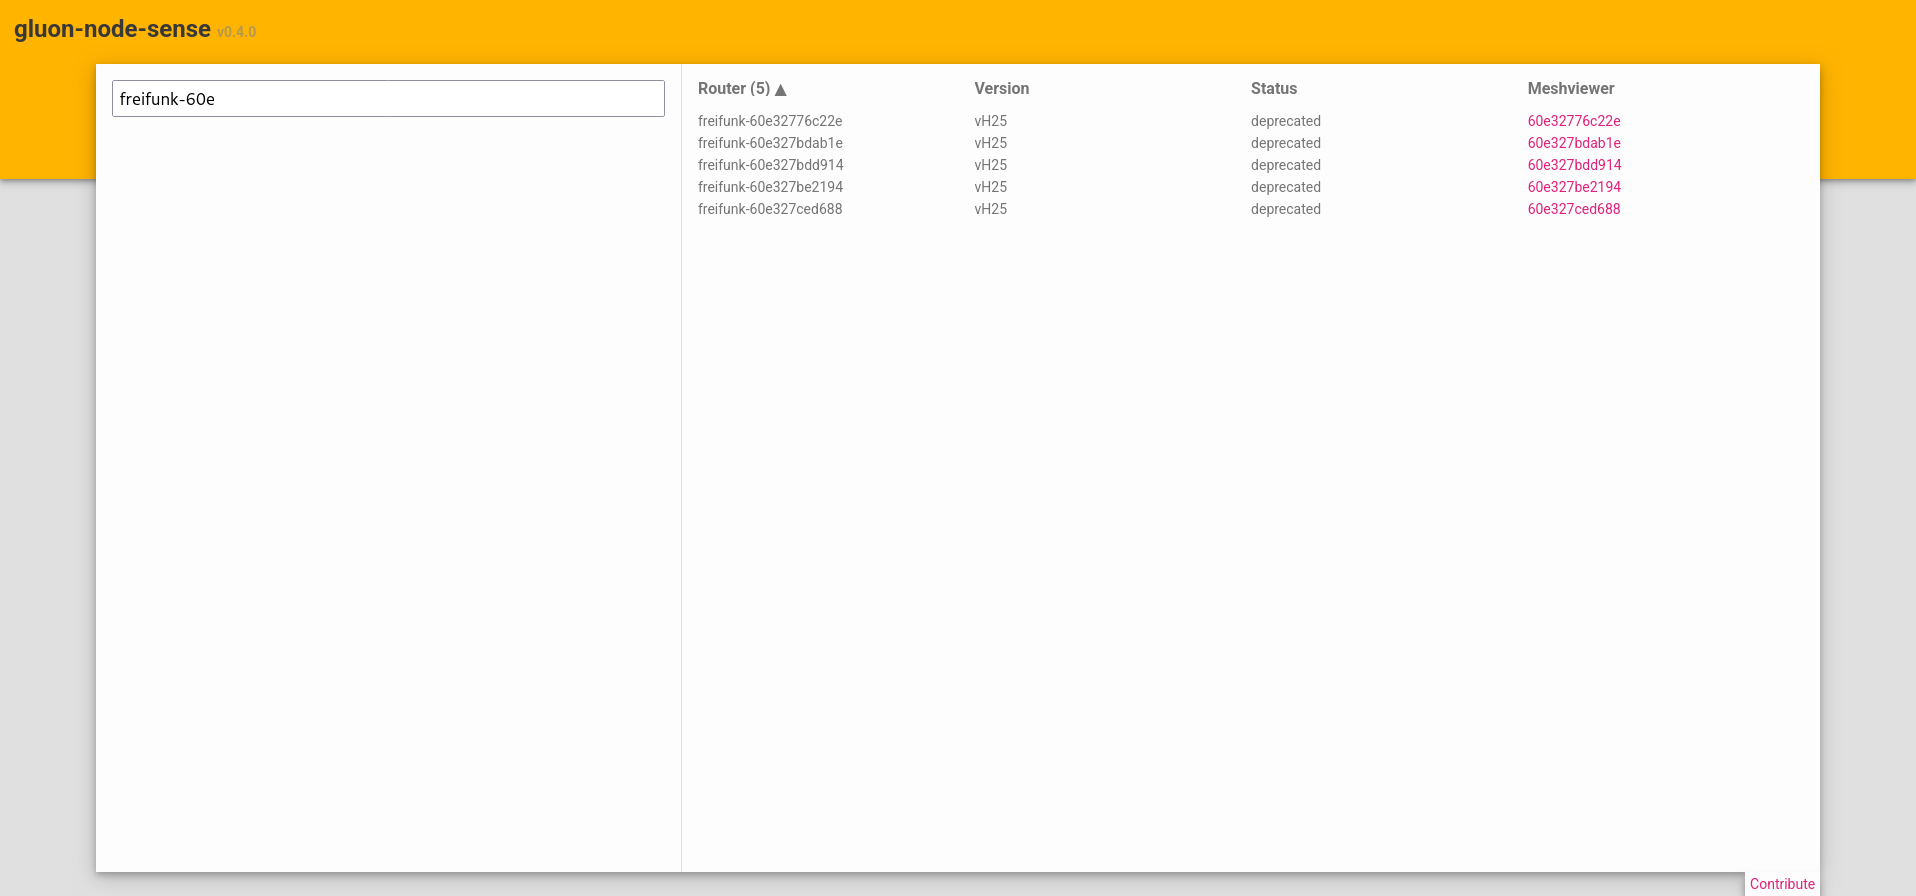 gluon-node-sense v0.4.0
freifunk-60e
Router (5) ▲ Version Status Meshviewer
freifunk-60e32776c22e vH25 deprecated 60e32776c22e
freifunk-60e327bdab1e vH25 deprecated 60e327bdab1e
freifunk-60e327bdd914 vH25 deprecated 60e327bdd914
freifunk-60e327be2194 vH25 deprecated 60e327be2194
freifunk-60e327ced688 vH25 deprecated 60e327ced688
Contribute